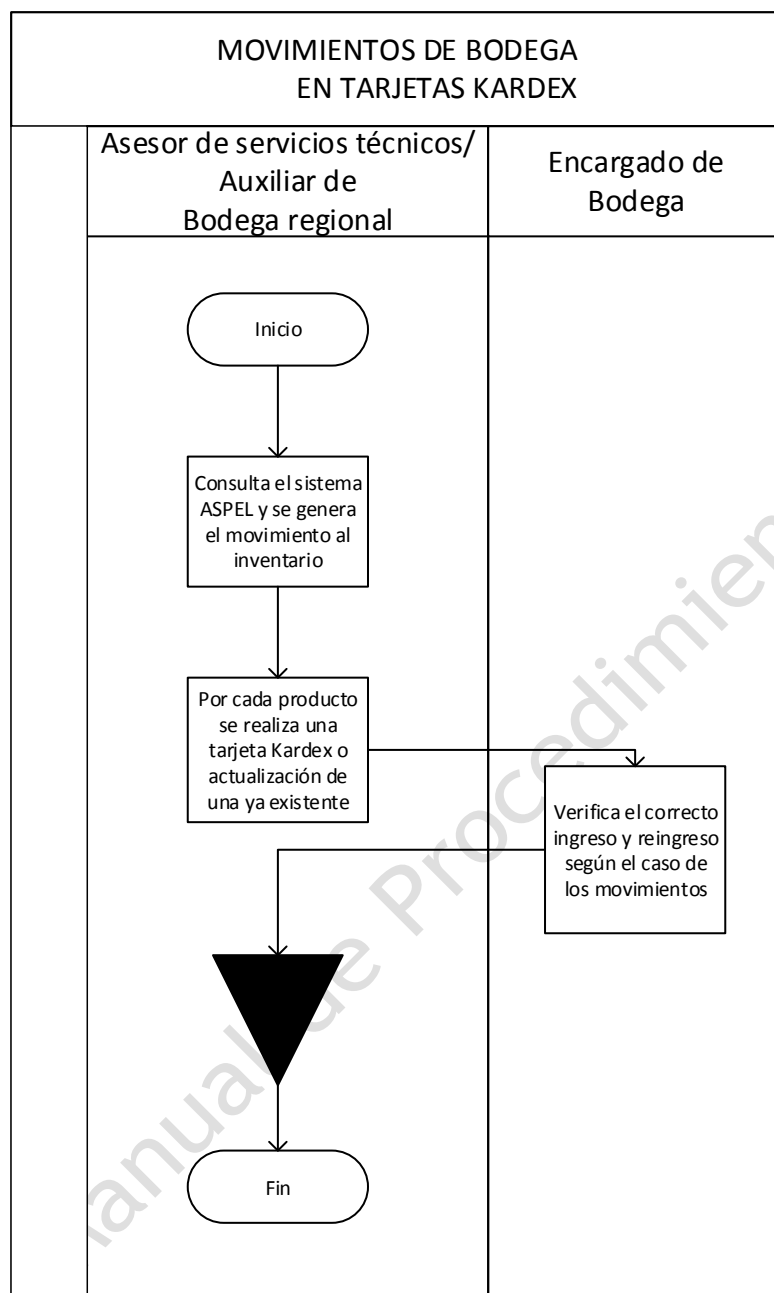 MOVIMIENTOS DE BODEGA
EN TARJETAS KARDEX
Asesor de servicios técnicos/
Auxiliar de
Bodega regional
Encargado de
Bodega
Inicio
Consulta el sistema
ASPEL y se genera
el movimiento al
inventario
Por cada producto
se realiza una
tarjeta Kardex o
actualización de
una ya existente
Verifica el correcto
ingreso y reingreso
según el caso de
los movimientos
Fin